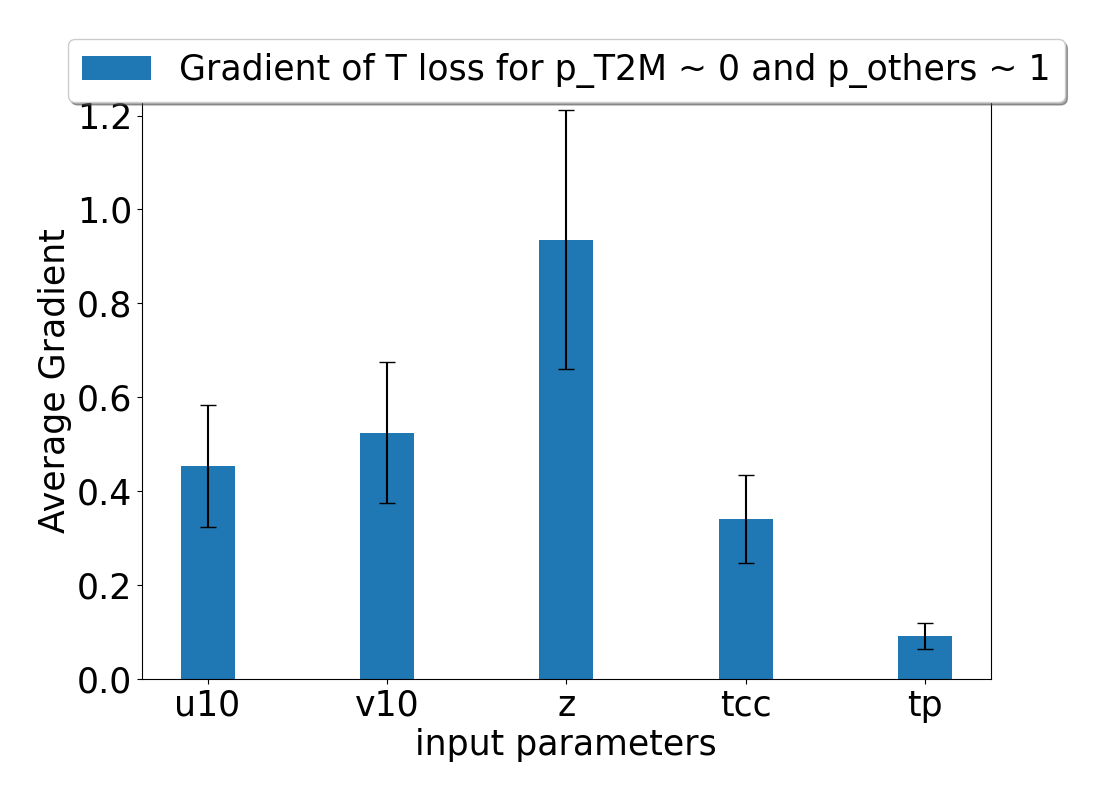 Gradient of T loss for p_T2M ~ 0 and p_others ~ 1
1.2
1.0
0.8
0.6
0.4
0.2
0.0
Average Gradient
u10 v10 z tcc tp
input parameters